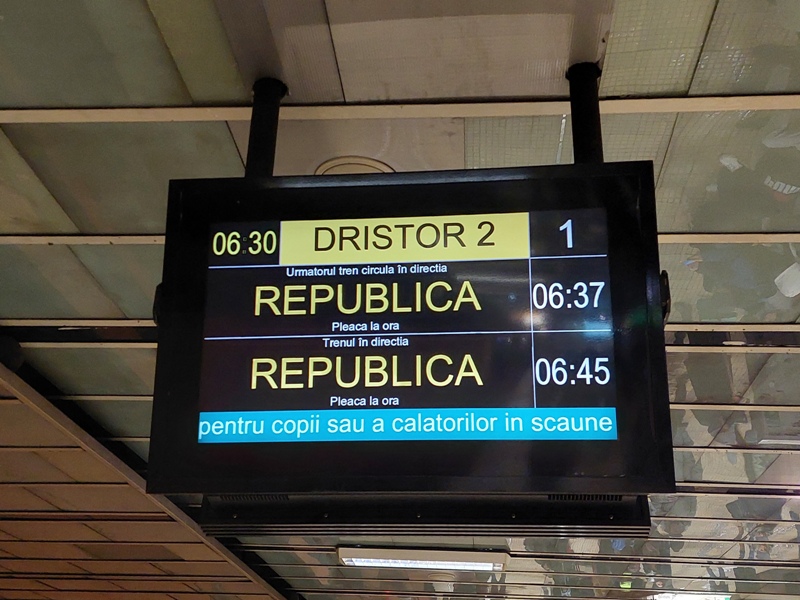 06:30 DRISTOR 2 1
Urmatorul tren circula în directia
REPUBLICA 06:37
Pleaca la ora
Trenul în directia
REPUBLICA 06:45
Pleaca la ora
pentru copii sau a calatorilor in scaune